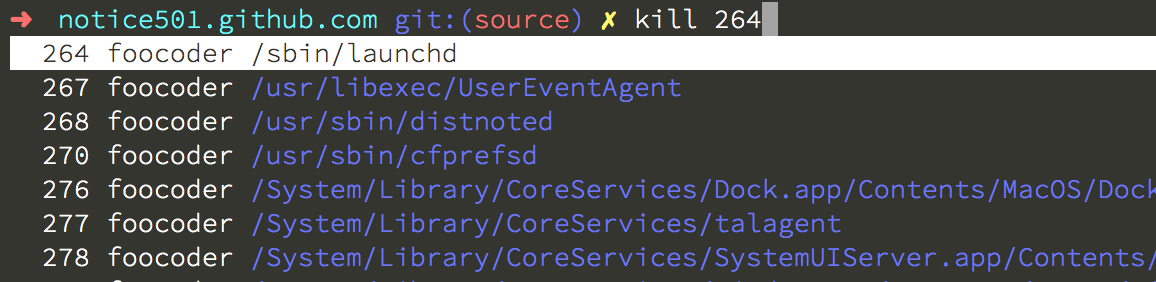 ➜ notice501.github.com git:(source) ✗ kill 264
264 foocoder /sbin/launchd
267 foocoder /usr/libexec/UserEventAgent
268 foocoder /usr/sbin/distnoted
270 foocoder /usr/sbin/cfprefsd
276 foocoder /System/Library/CoreServices/Dock.app/Contents/MacOS/Dock
277 foocoder /System/Library/CoreServices/talagent
278 foocoder /System/Library/CoreServices/SystemUIServer.app/Contents/